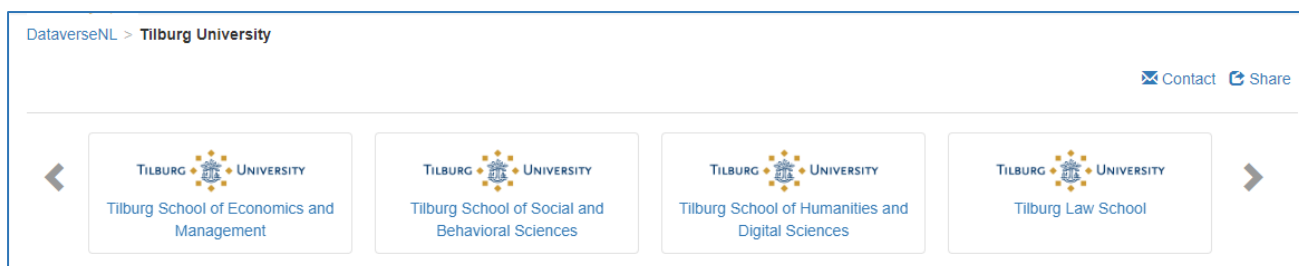 DataverseNL > Tilburg University
Contact Share
TILBURG UNIVERSITY
Tilburg School of Economics and
Management
TILBURG UNIVERSITY
Tilburg School of Social and
Behavioral Sciences
TILBURG UNIVERSITY
Tilburg School of Humanities and
Digital Sciences
TILBURG UNIVERSITY
Tilburg Law School